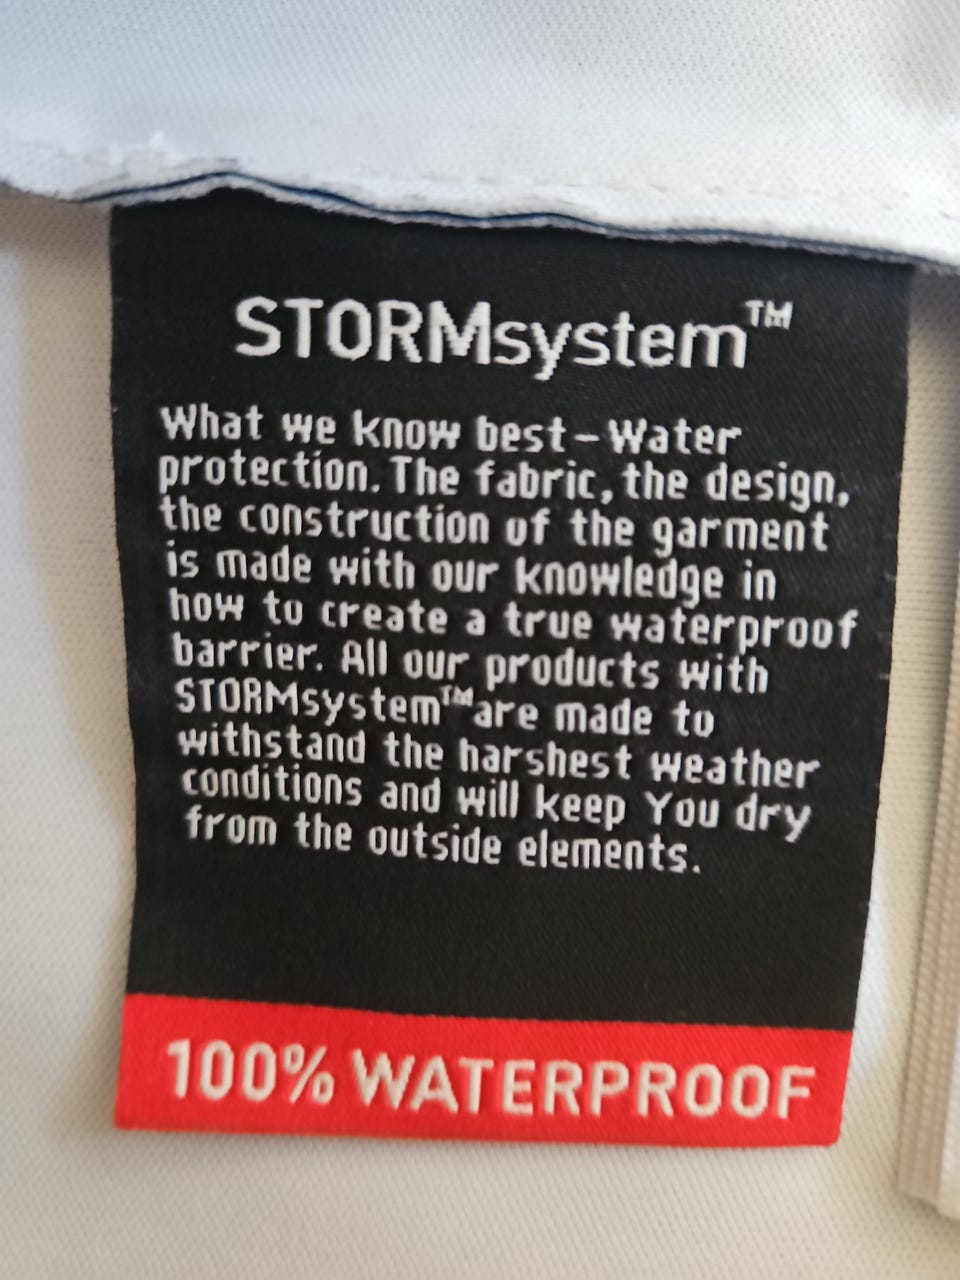 STORMsystem™
What we know best-Water
protection. The fabric, the design,
the construction of the garment
is made with our knowledge in
how to create a true waterproof
barrier. All our products with
STORMsystem™ are made to
withstand the harshest weather
conditions and will keep You dry
from the outside elements.
100% WATERPROOF